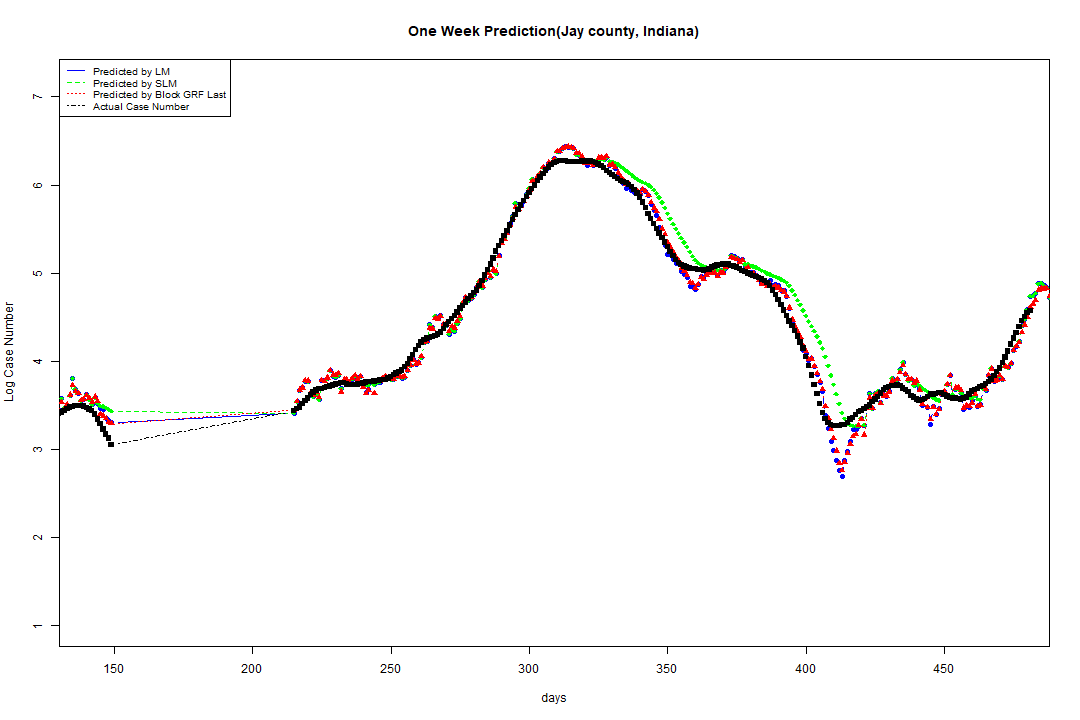 One Week Prediction(Jay county, Indiana)
Predicted by LM
Predicted by SLM
Predicted by Block GRF Last
Actual Case Number
7
6
5
4
3
2
1
Log Case Number
150 200 250 300 350 400 450
days